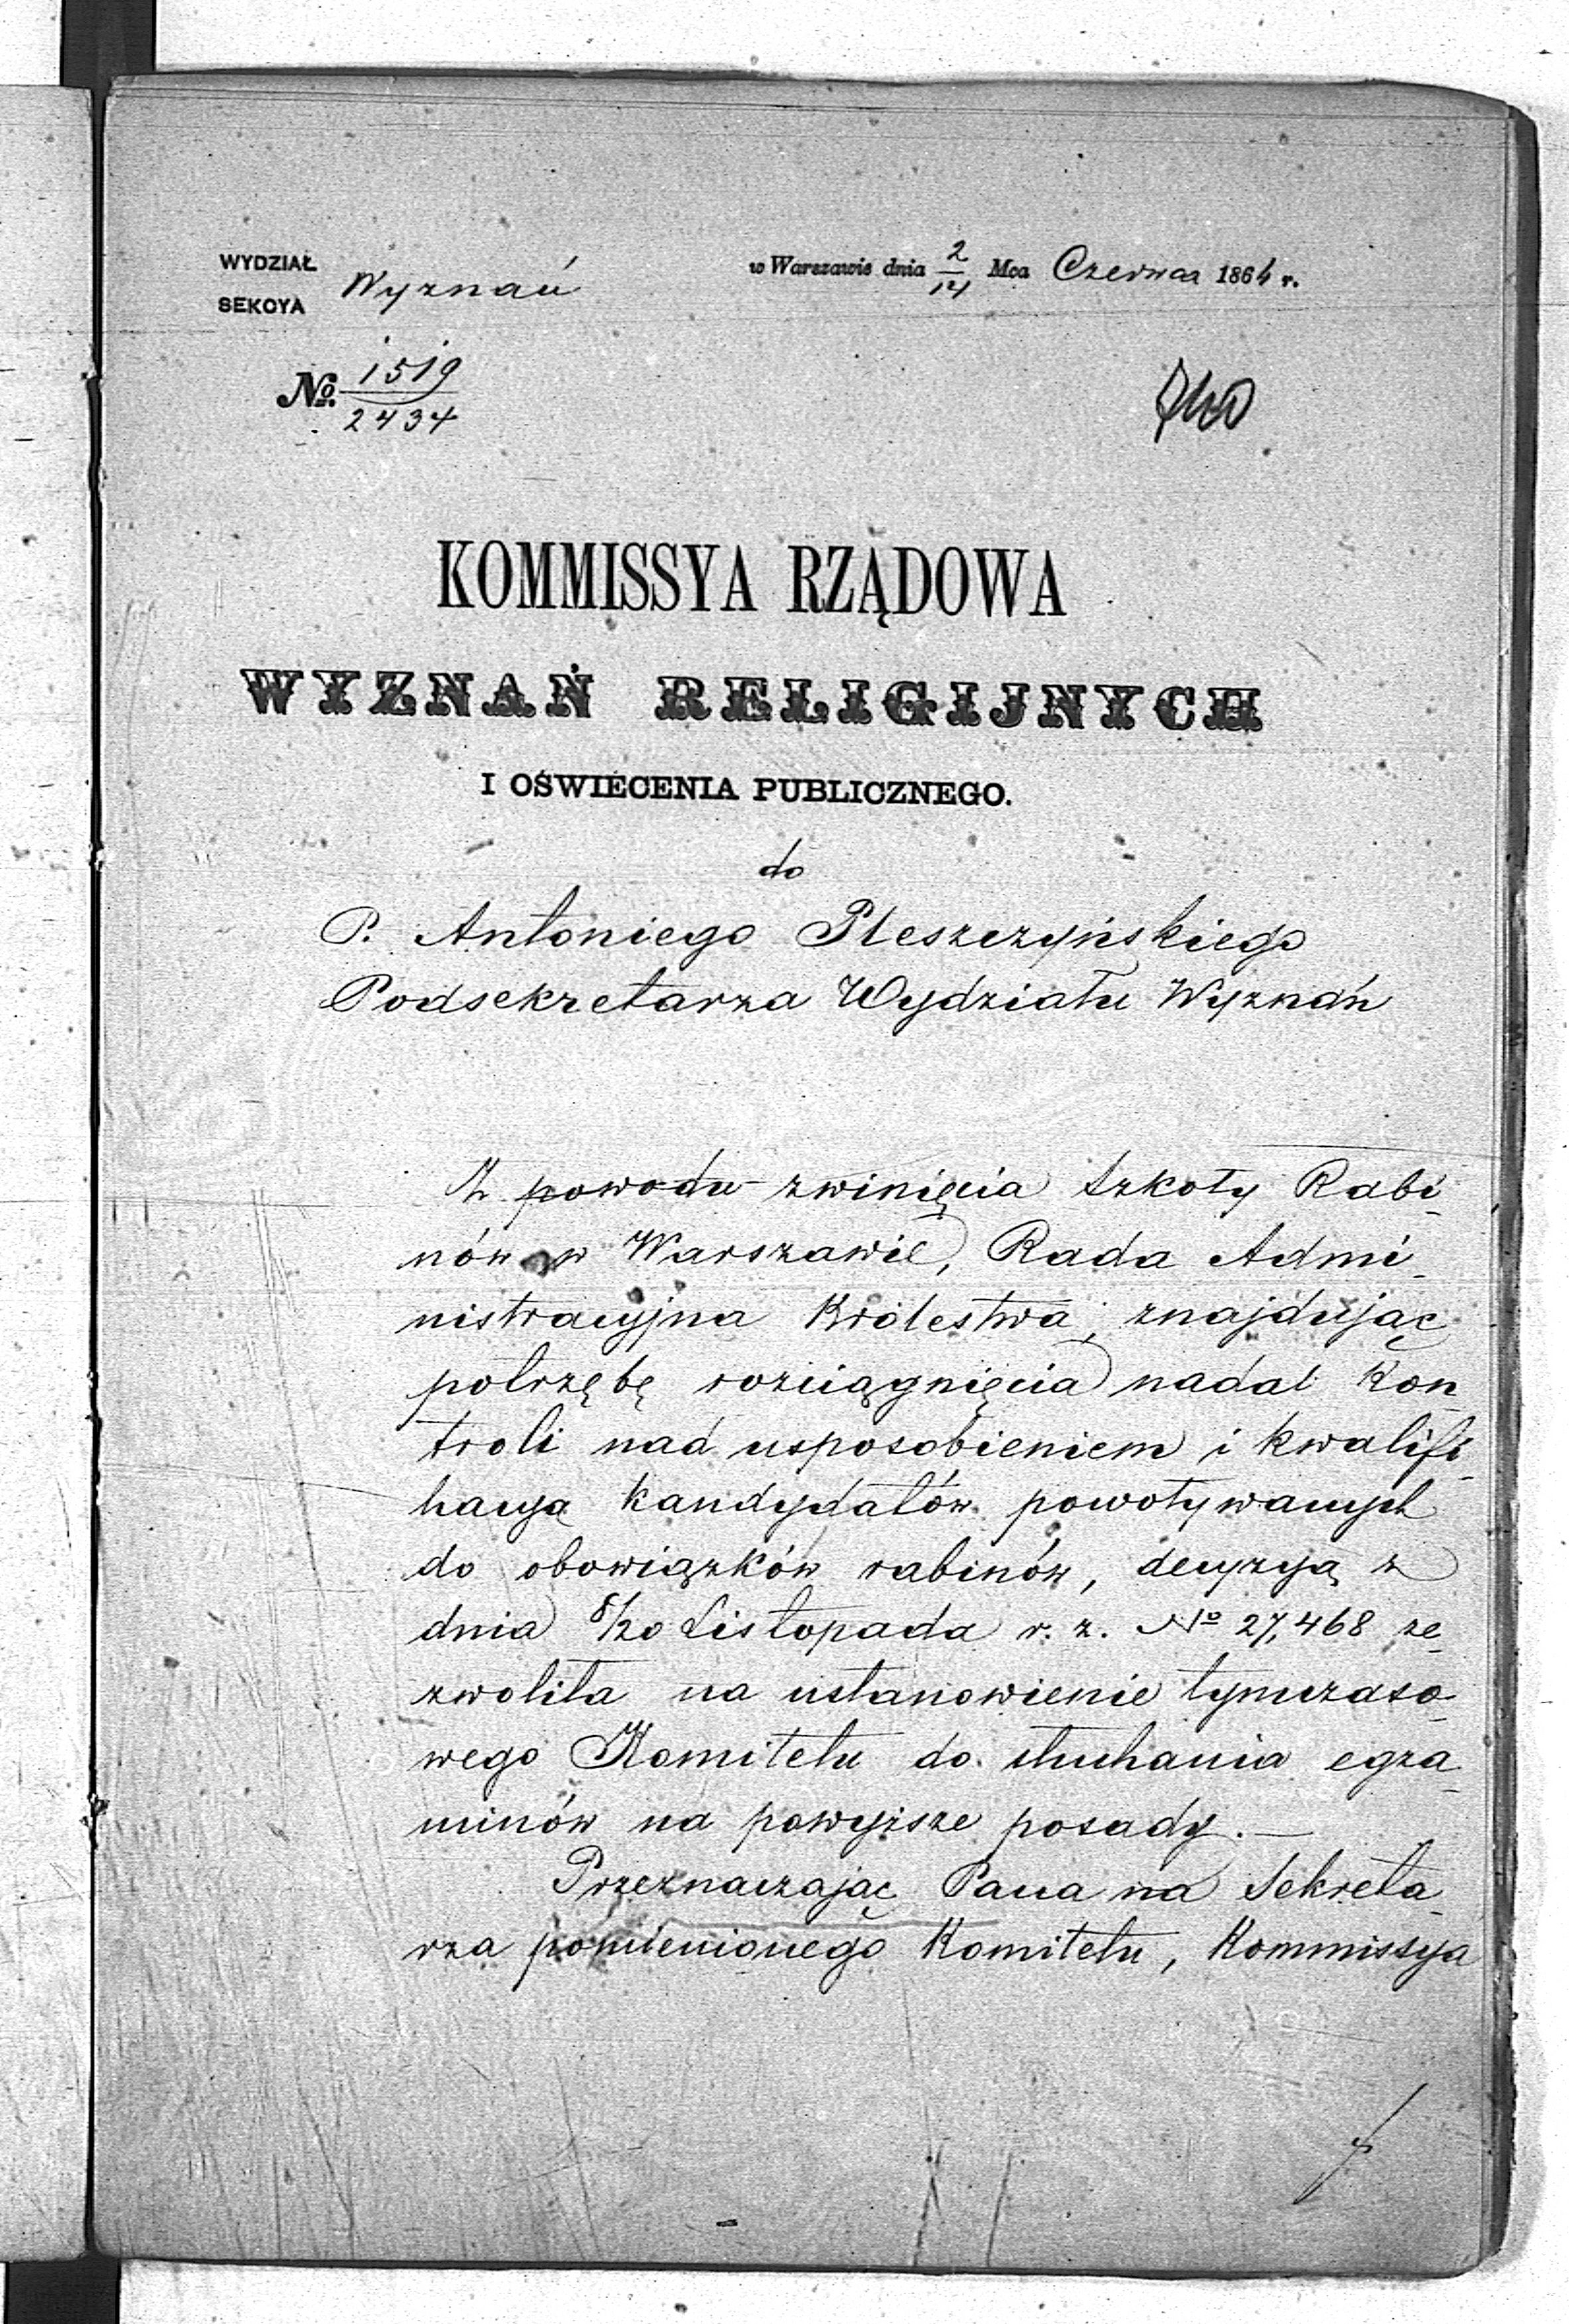 WYDZIAŁ
SEKCYA
Wyznań
w Warszawie dnia 2/14 Mca Czerwca 1864 r.
No. 1519/2434
KOMMISSYA RZĄDOWA
WYZNAŃ RELIGIJNYCH
I OŚWIECENIA PUBLICZNEGO.
do
P. Antoniego Pleszczyńskiego
Podsekretarza Wydziału Wyznań
Z powodu zwinięcia Szkoły Rabi-
nów w Warszawie, Rada Admi-
nistracyjna Królestwa, znajdując
potrzębę rozciągnięcia nadal kon-
troli nad usposobieniem i kwalifi-
kacyą kandydatów powoływanych
do obowiązków rabinów, decyzyą z
dnia 8/20 Listopada r. z. No 27,468 ze-
zwoliła na ustanowienie tymczaso-
wego Komitetu do słuchania egza-
minów na powyższe posady. —
Przeznaczając Pana na Sekreta-
rza pomienionego Komitetu, Kommissya